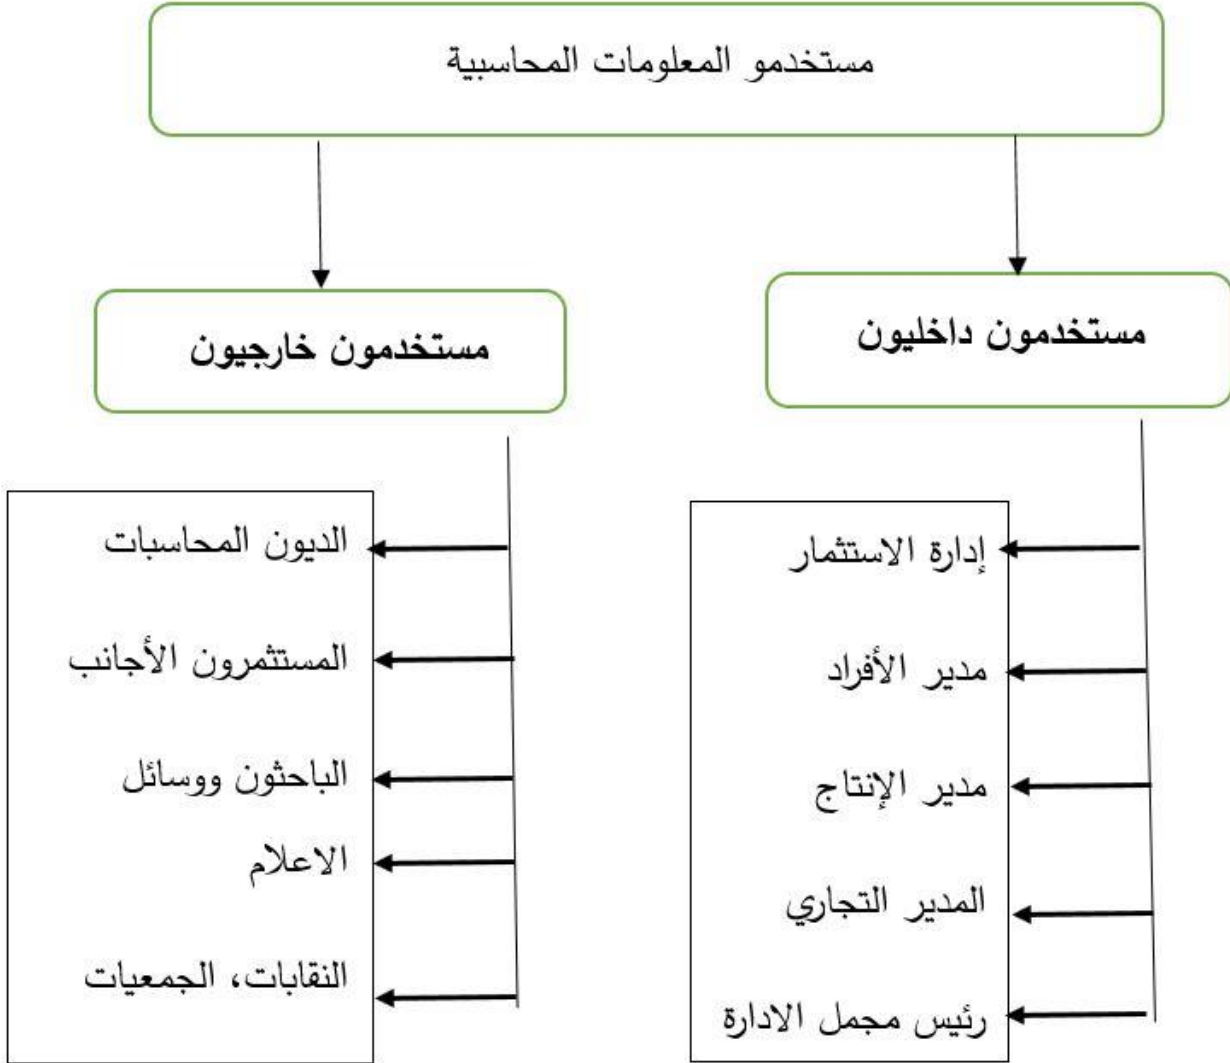 مستخدمو المعلومات المحاسبية
مستخدمون داخليون
إدارة الاستثمار
مدير الأفراد
مدير الإنتاج
المدير التجاري
رئيس مجمل الادارة
مستخدمون خارجيون
الديون المحاسبات
المستثمرون الأجانب
الباحثون ووسائل
الاعلام
النقابات، الجمعيات